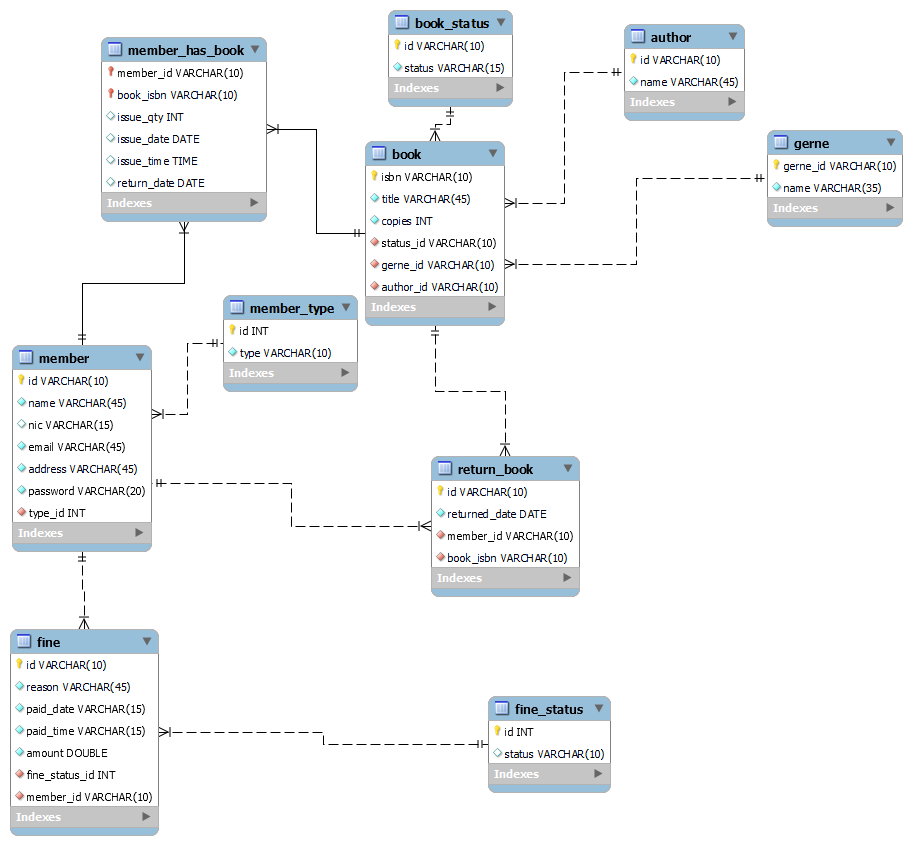 book_status
id VARCHAR(10)
status VARCHAR(15)
Indexes
author
id VARCHAR(10)
name VARCHAR(45)
Indexes
member_has_book
member_id VARCHAR(10)
book_isbn VARCHAR(10)
issue_qty INT
issue_date DATE
issue_time TIME
return_date DATE
Indexes
gerne
gerne_id VARCHAR(10)
name VARCHAR(35)
Indexes
book
isbn VARCHAR(10)
title VARCHAR(45)
copies INT
status_id VARCHAR(10)
gerne_id VARCHAR(10)
author_id VARCHAR(10)
Indexes
member_type
id INT
type VARCHAR(10)
Indexes
member
id VARCHAR(10)
name VARCHAR(45)
nic VARCHAR(15)
email VARCHAR(45)
address VARCHAR(45)
password VARCHAR(20)
type_id INT
Indexes
return_book
id VARCHAR(10)
returned_date DATE
member_id VARCHAR(10)
book_isbn VARCHAR(10)
Indexes
fine
id VARCHAR(10)
reason VARCHAR(45)
paid_date VARCHAR(15)
paid_time VARCHAR(15)
amount DOUBLE
fine_status_id INT
member_id VARCHAR(10)
Indexes
fine_status
id INT
status VARCHAR(10)
Indexes